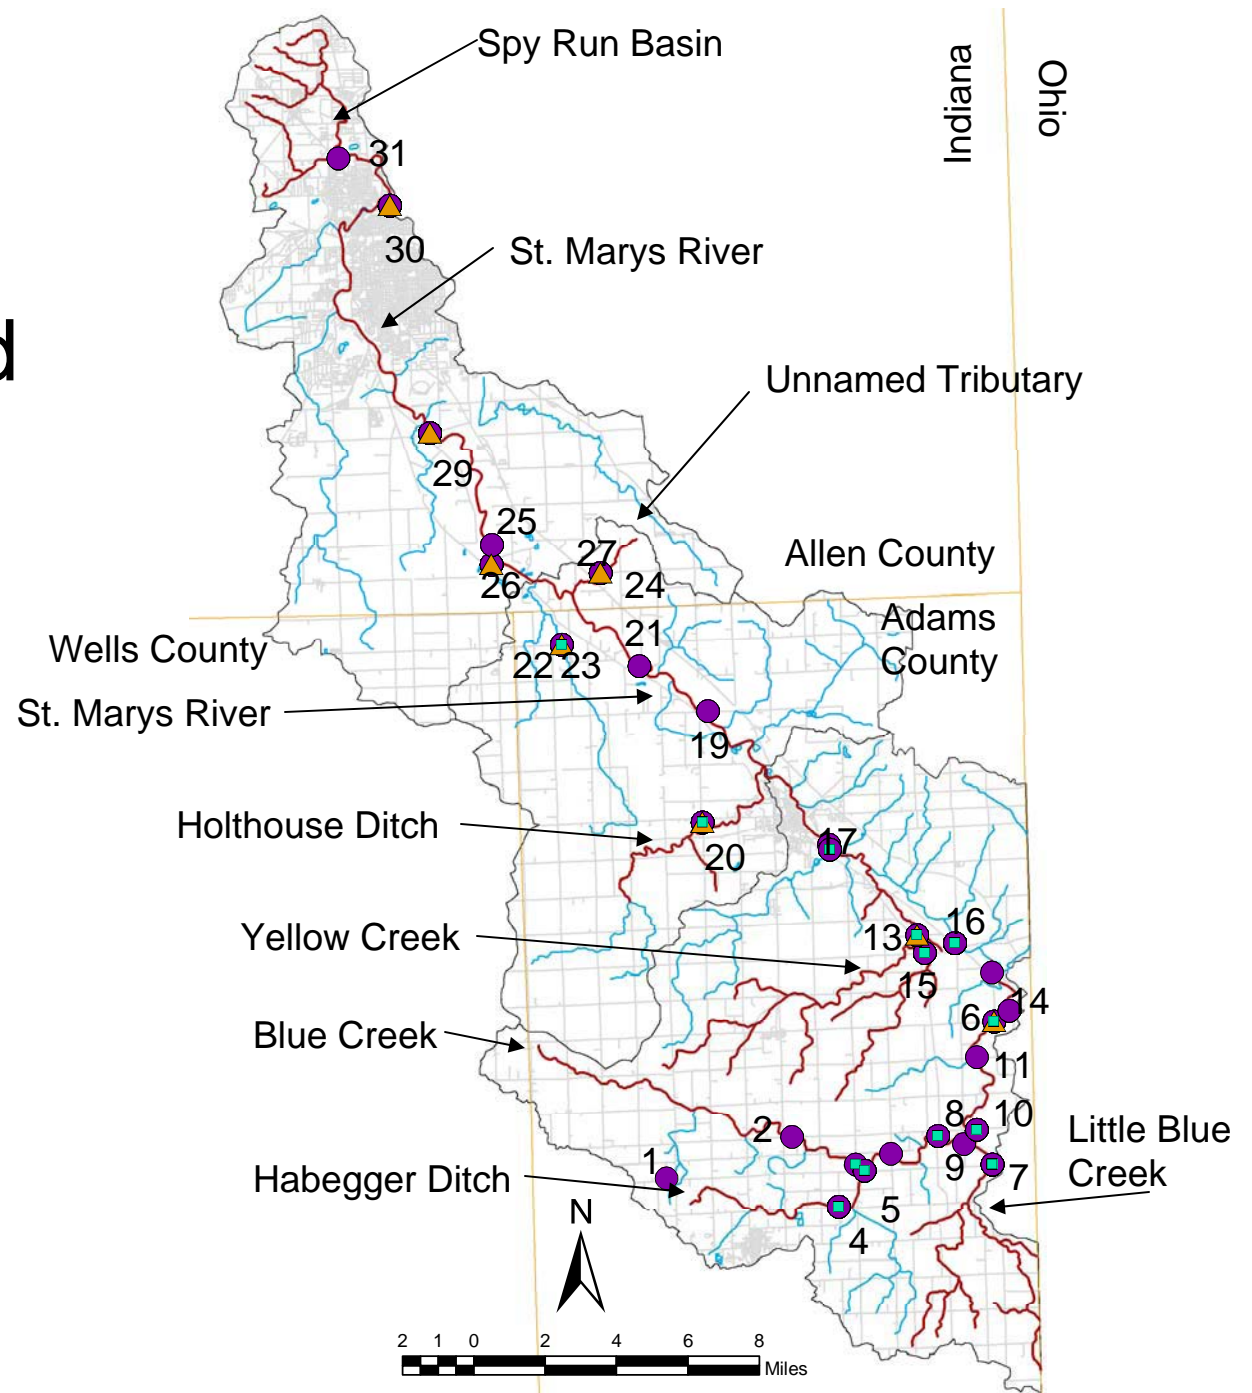 Spy Run Basin
Indiana
Ohio
31
30
St. Marys River
d
Unnamed Tributary
29
25
26
27
24
Allen County
Adams
County
21
Wells County
22
23
St. Marys River
19
Holthouse Ditch
20
17
16
13
Yellow Creek
15
14
6
Blue Creek
11
10
8
2
9
Little Blue
Creek
1
7
Habegger Ditch
5
4
N
2 1 0 2 4 6 8
Miles